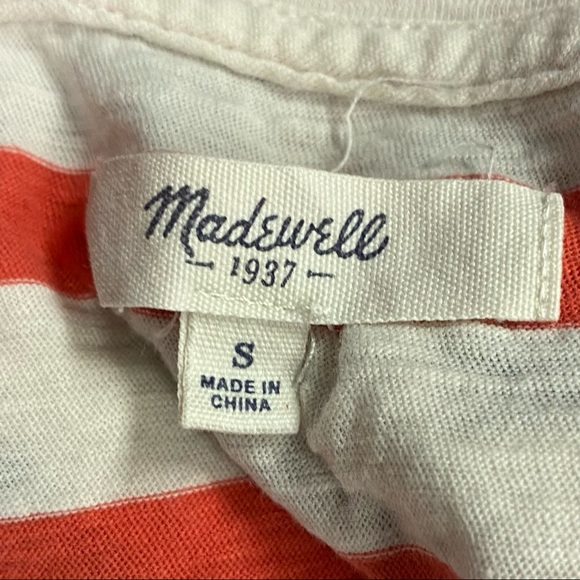 Madewell
— 1937 —
S
MADE IN
CHINA